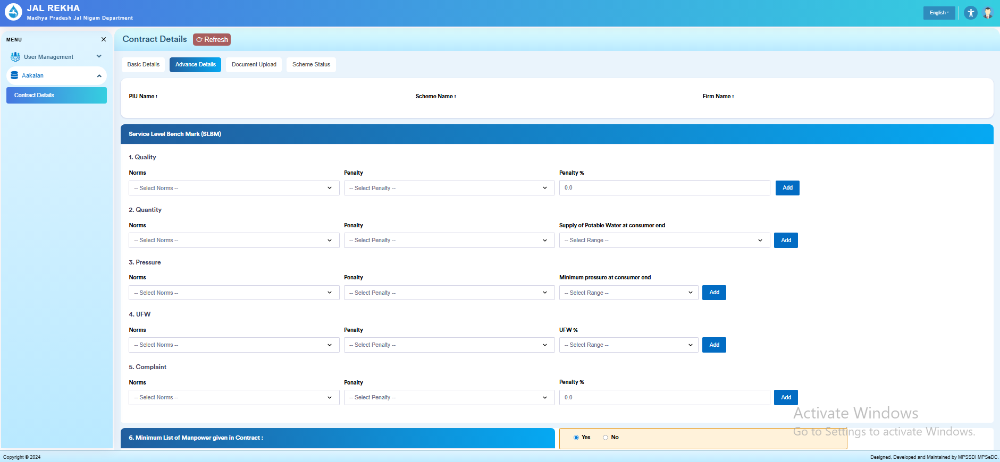 JAL REKHA
Madhya Pradesh Jal Nigam Department
English
MENU
User Management
Aakalan
Contract Details
Contract Details Refresh
Basic Details Advance Details Document Upload Scheme Status
PIU Name : Scheme Name : Firm Name :
Service Level Bench Mark (SLBM)
1. Quality
Norms Penalty Penalty %
-- Select Norms -- -- Select Penalty -- 0.0 Add
2. Quantity
Norms Penalty Supply of Potable Water at consumer end
-- Select Norms -- -- Select Penalty -- -- Select Range -- Add
3. Pressure
Norms Penalty Minimum pressure at consumer end
-- Select Norms -- -- Select Penalty -- -- Select Range -- Add
4. UFW
Norms Penalty UFW %
-- Select Norms -- -- Select Penalty -- -- Select Range -- Add
5. Complaint
Norms Penalty Penalty %
-- Select Norms -- -- Select Penalty -- 0.0 Add
6. Minimum List of Manpower given in Contract : Yes No
Activate Windows
Go to Settings to activate Windows.
Copyright © 2024 Designed, Developed and Maintained by MPSSDI MPSeDC.